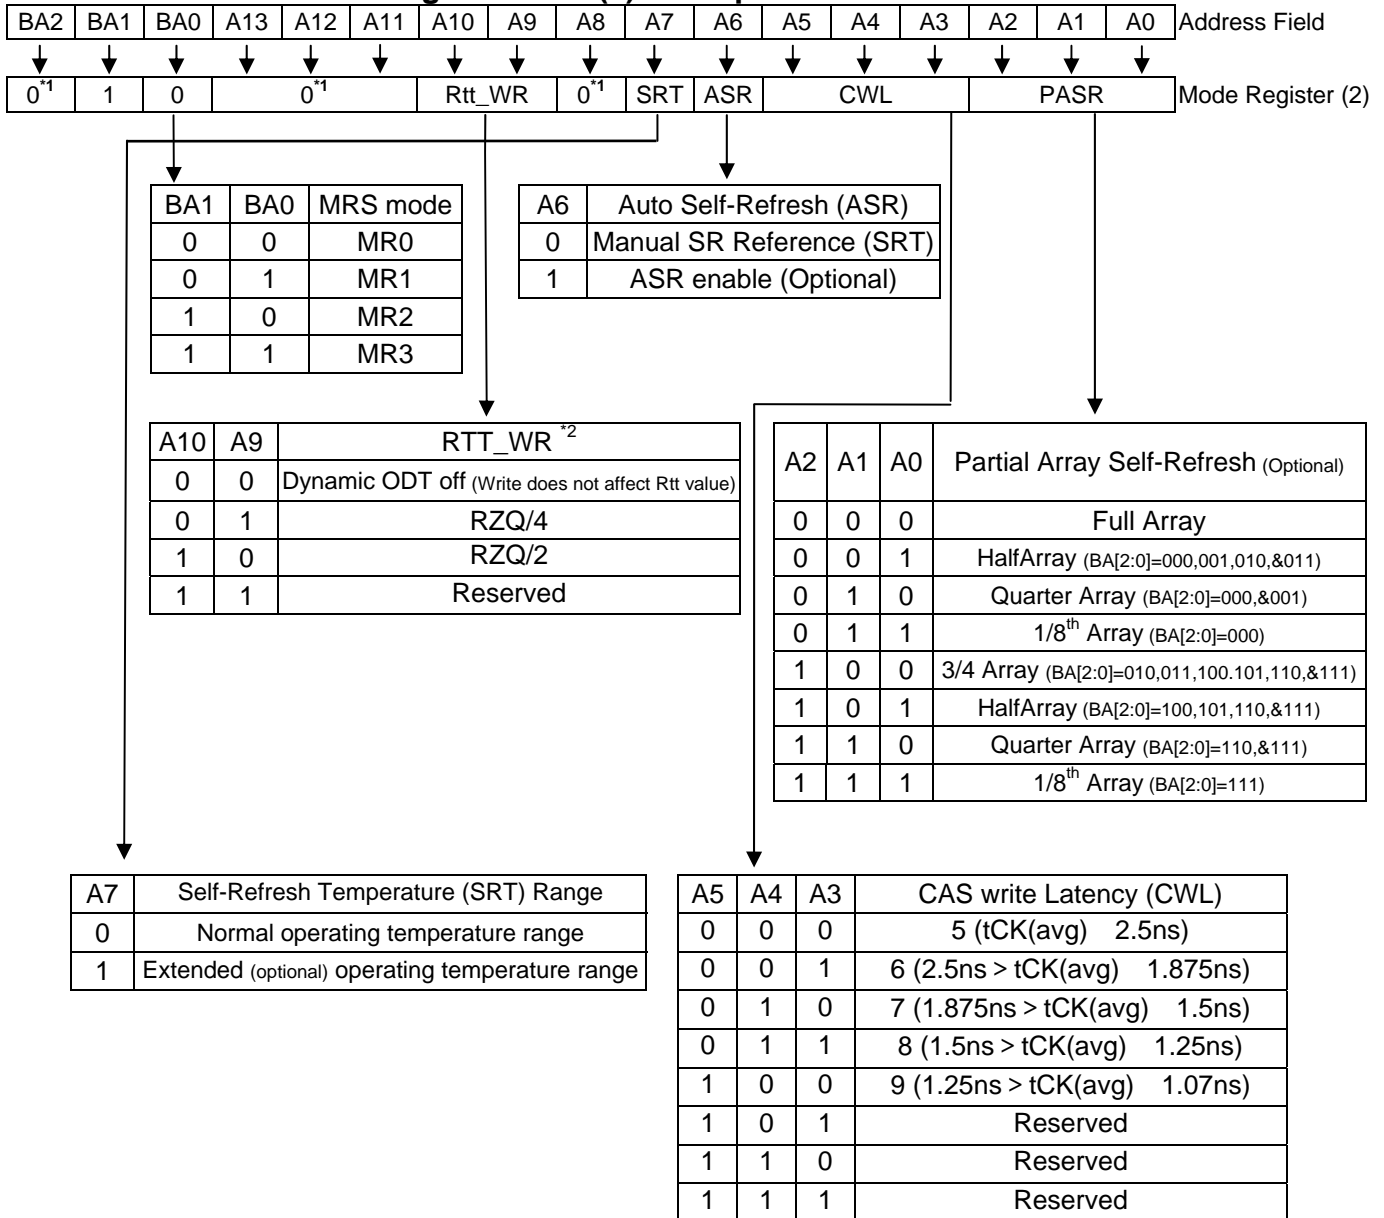 BA2 BA1 BA0 A13 A12 A11 A10 A9 A8 A7 A6 A5 A4 A3 A2 A1 A0 Address Field
0*1 1 0 0*1 Rtt_WR 0*1 SRT ASR CWL PASR Mode Register (2)
BA1 BA0 MRS mode
0 0 MR0
0 1 MR1
1 0 MR2
1 1 MR3
A6 Auto Self-Refresh (ASR)
0 Manual SR Reference (SRT)
1 ASR enable (Optional)
A10 A9 RTT_WR *2
0 0 Dynamic ODT off (Write does not affect Rtt value)
0 1 RZQ/4
1 0 RZQ/2
1 1 Reserved
A2 A1 A0 Partial Array Self-Refresh (Optional)
0 0 0 Full Array
0 0 1 HalfArray (BA[2:0]=000,001,010,&011)
0 1 0 Quarter Array (BA[2:0]=000,&001)
0 1 1 1/8th Array (BA[2:0]=000)
1 0 0 3/4 Array (BA[2:0]=010,011,100.101,110,&111)
1 0 1 HalfArray (BA[2:0]=100,101,110,&111)
1 1 0 Quarter Array (BA[2:0]=110,&111)
1 1 1 1/8th Array (BA[2:0]=111)
A7 Self-Refresh Temperature (SRT) Range
0 Normal operating temperature range
1 Extended (optional) operating temperature range
A5 A4 A3 CAS write Latency (CWL)
0 0 0 5 (tCK(avg) 2.5ns)
0 0 1 6 (2.5ns > tCK(avg) 1.875ns)
0 1 0 7 (1.875ns > tCK(avg) 1.5ns)
0 1 1 8 (1.5ns > tCK(avg) 1.25ns)
1 0 0 9 (1.25ns > tCK(avg) 1.07ns)
1 0 1 Reserved
1 1 0 Reserved
1 1 1 Reserved